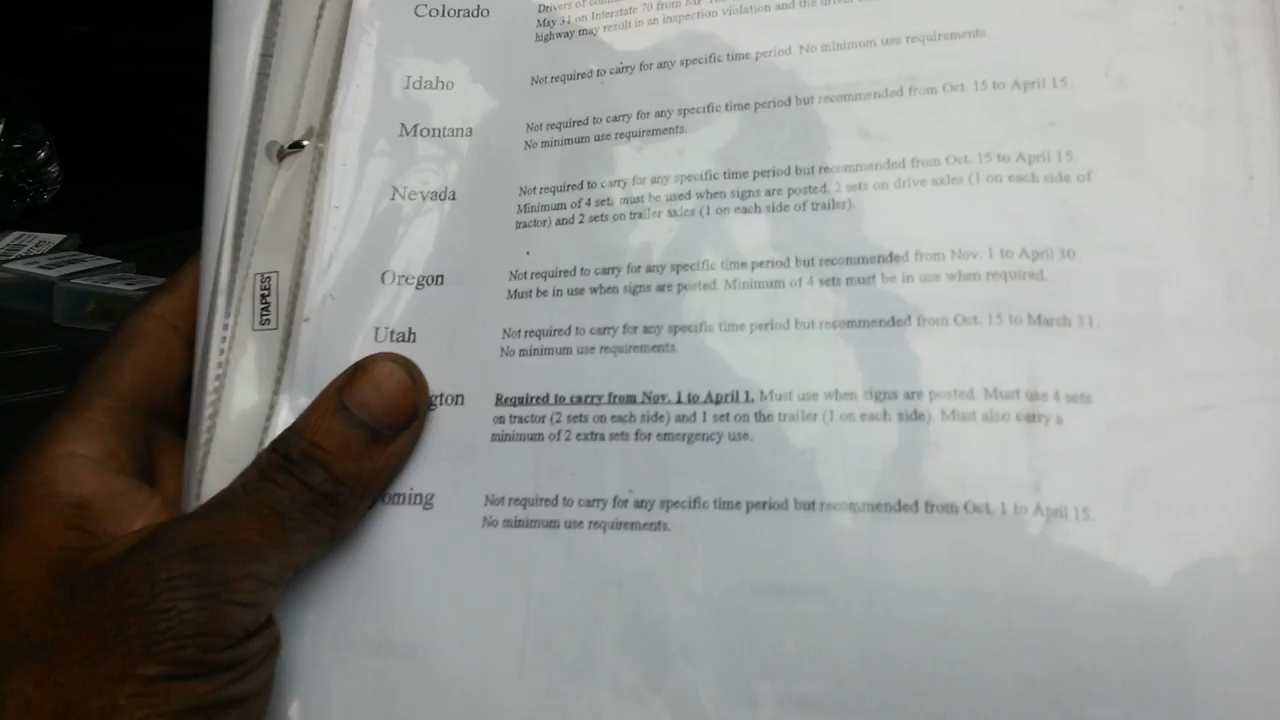 Colorado
Drivers of
May 31 on Interstate 70 from MP
highway may result in an inspection violation and the
Idaho
Not required to carry for any specific time period. No minimum use requirements.
Montana
Not required to carry for any specific time period but recommended from Oct. 15 to April 15.
No minimum use requirements.
Nevada
Not required to carry for any specific time period but recommended from Oct. 15 to April 15.
Minimum of 4 sets must be used when signs are posted. 2 sets on drive axles (1 on each side of
tractor) and 2 sets on trailer axles (1 on each side of trailer).
Oregon
Not required to carry for any specific time period but recommended from Nov. 1 to April 30.
Must be in use when signs are posted. Minimum of 4 sets must be in use when required.
Utah
Not required to carry for any specific time period but recommended from Oct. 15 to March 31.
No minimum use requirements.
gton
Required to carry from Nov. 1 to April 1. Must use when signs are posted. Must use 4 sets
on tractor (2 sets on each side) and 1 set on the trailer (1 on each side). Must also carry a
minimum of 2 extra sets for emergency use.
oming
Not required to carry for any specific time period but recommended from Oct. 1 to April 15.
No minimum use requirements.
STAPLES